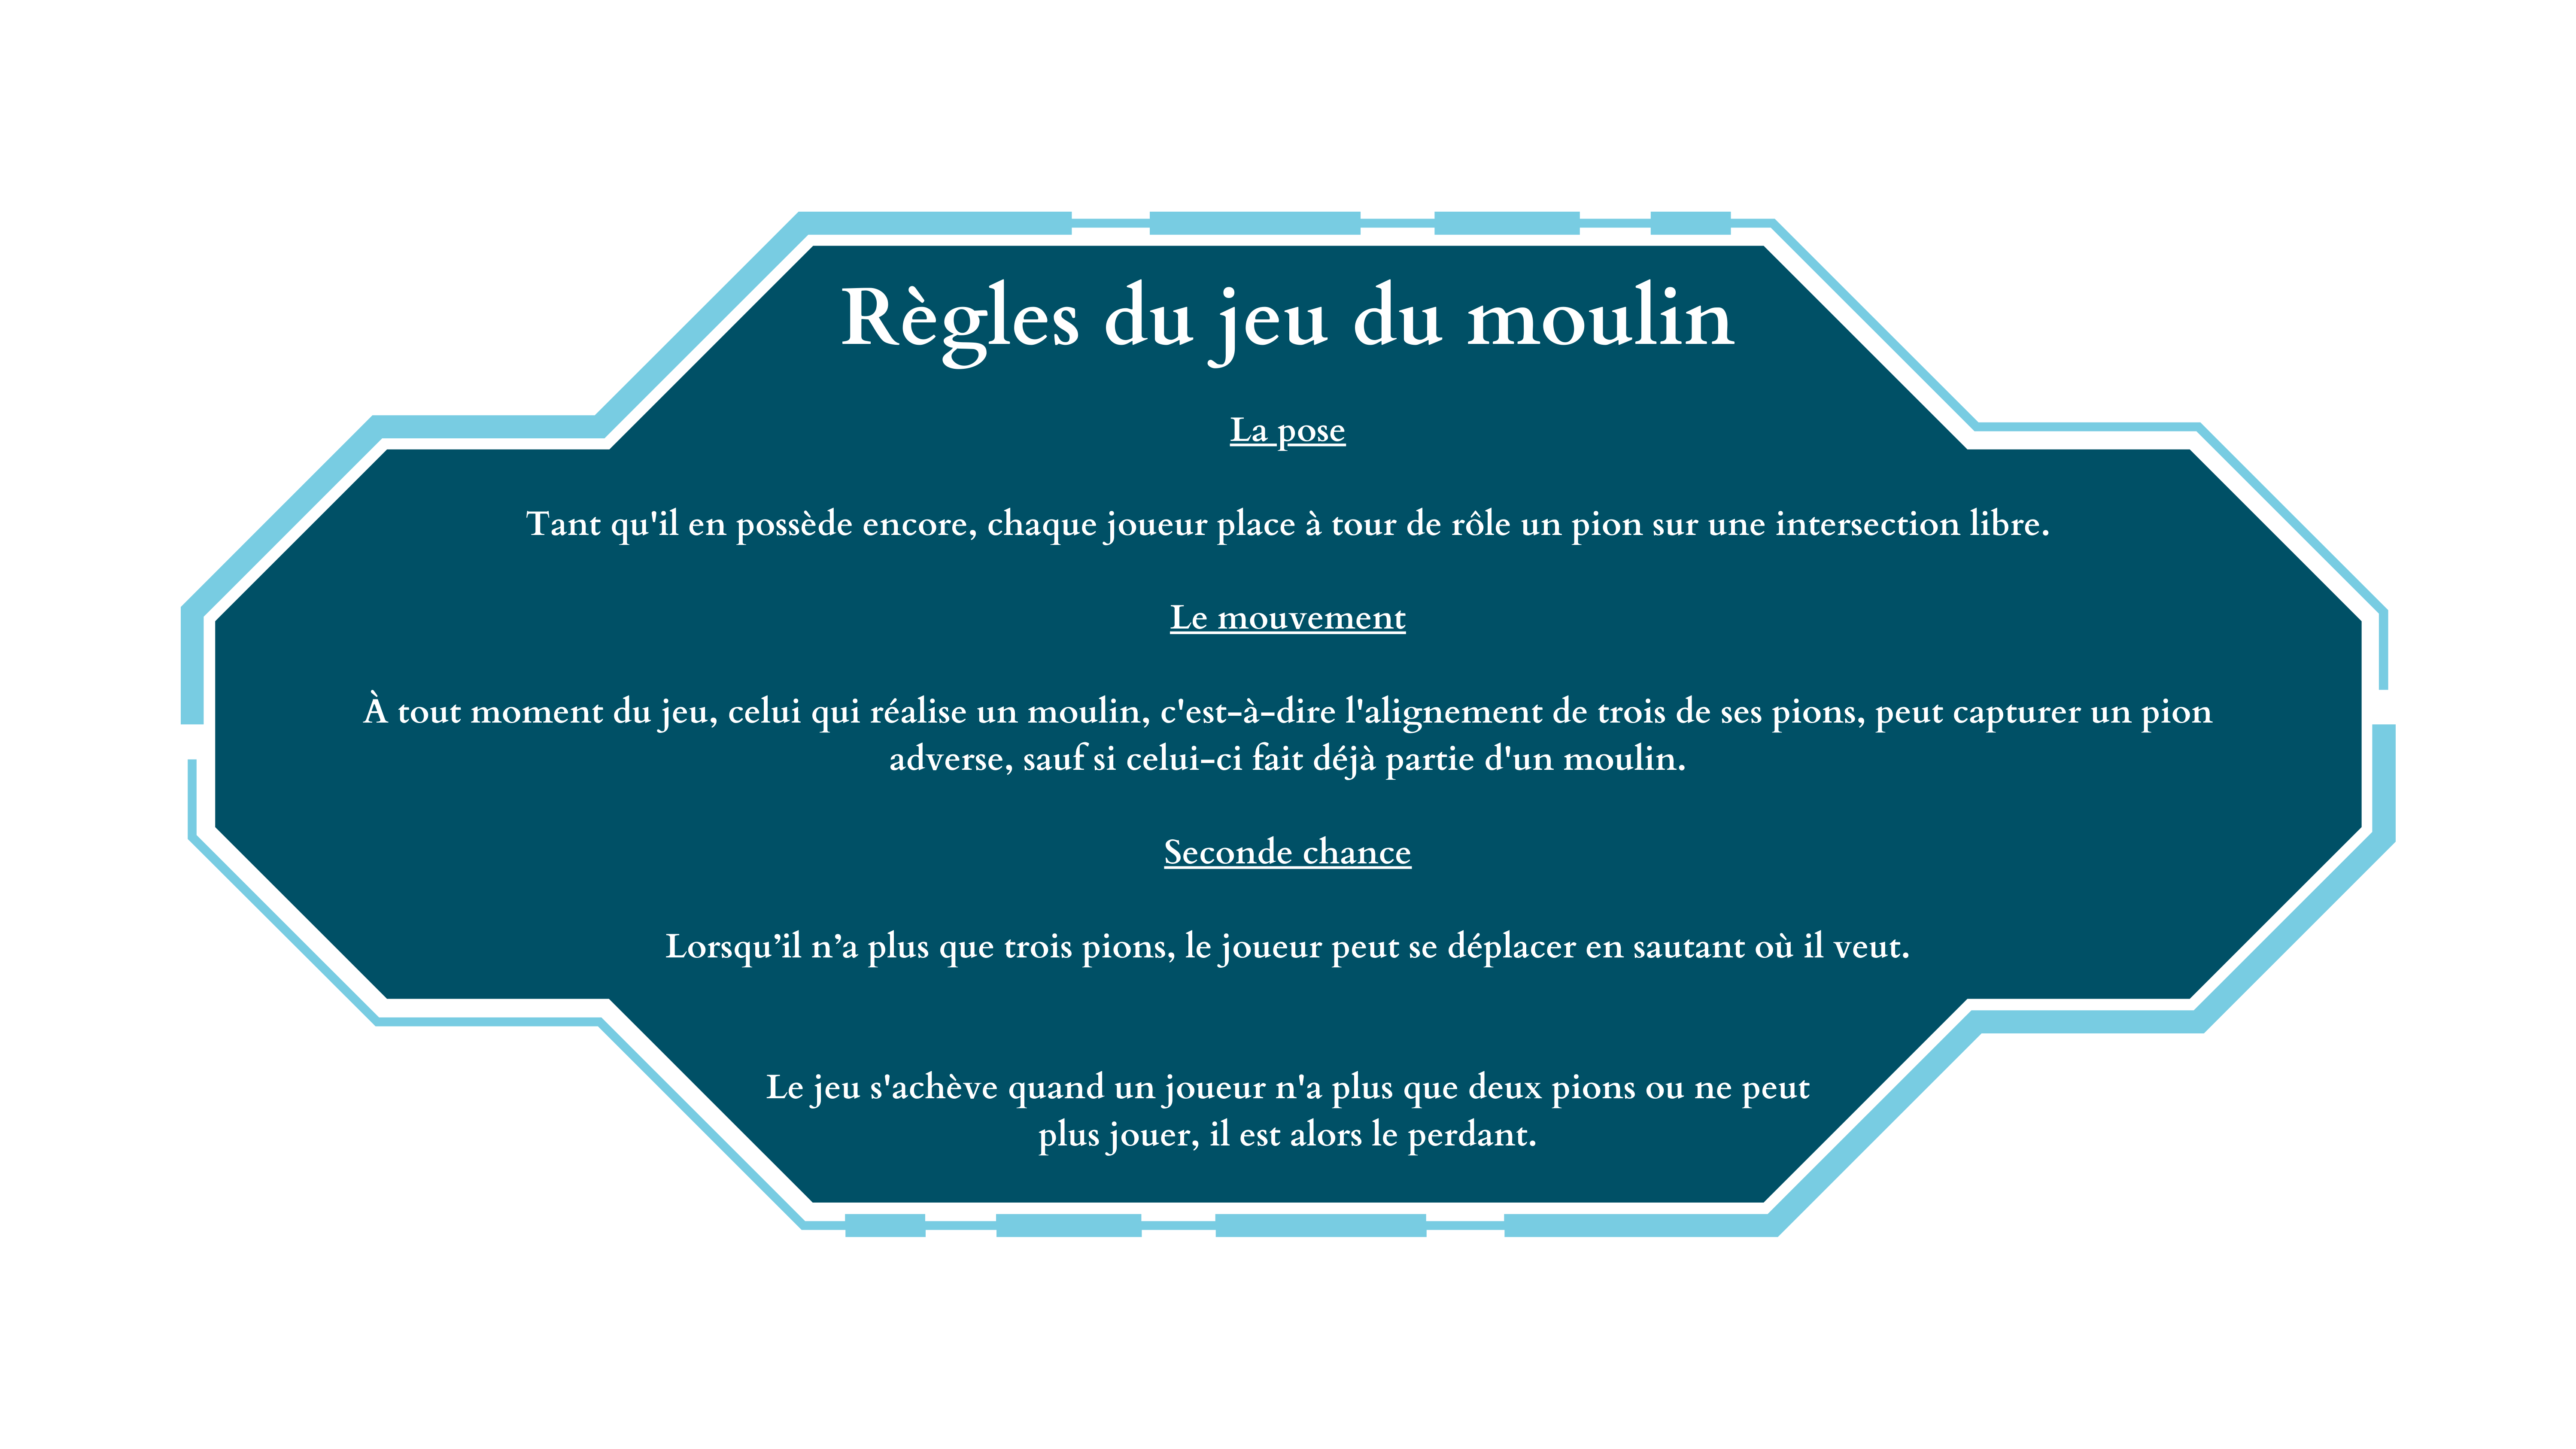 Règles du jeu du moulin
La pose
Tant qu'il en possède encore, chaque joueur place à tour de rôle un pion sur une intersection libre.
Le mouvement
À tout moment du jeu, celui qui réalise un moulin, c'est-à-dire l'alignement de trois de ses pions, peut capturer un pion
adverse, sauf si celui-ci fait déjà partie d'un moulin.
Seconde chance
Lorsqu’il n’a plus que trois pions, le joueur peut se déplacer en sautant où il veut.
Le jeu s'achève quand un joueur n'a plus que deux pions ou ne peut
plus jouer, il est alors le perdant.